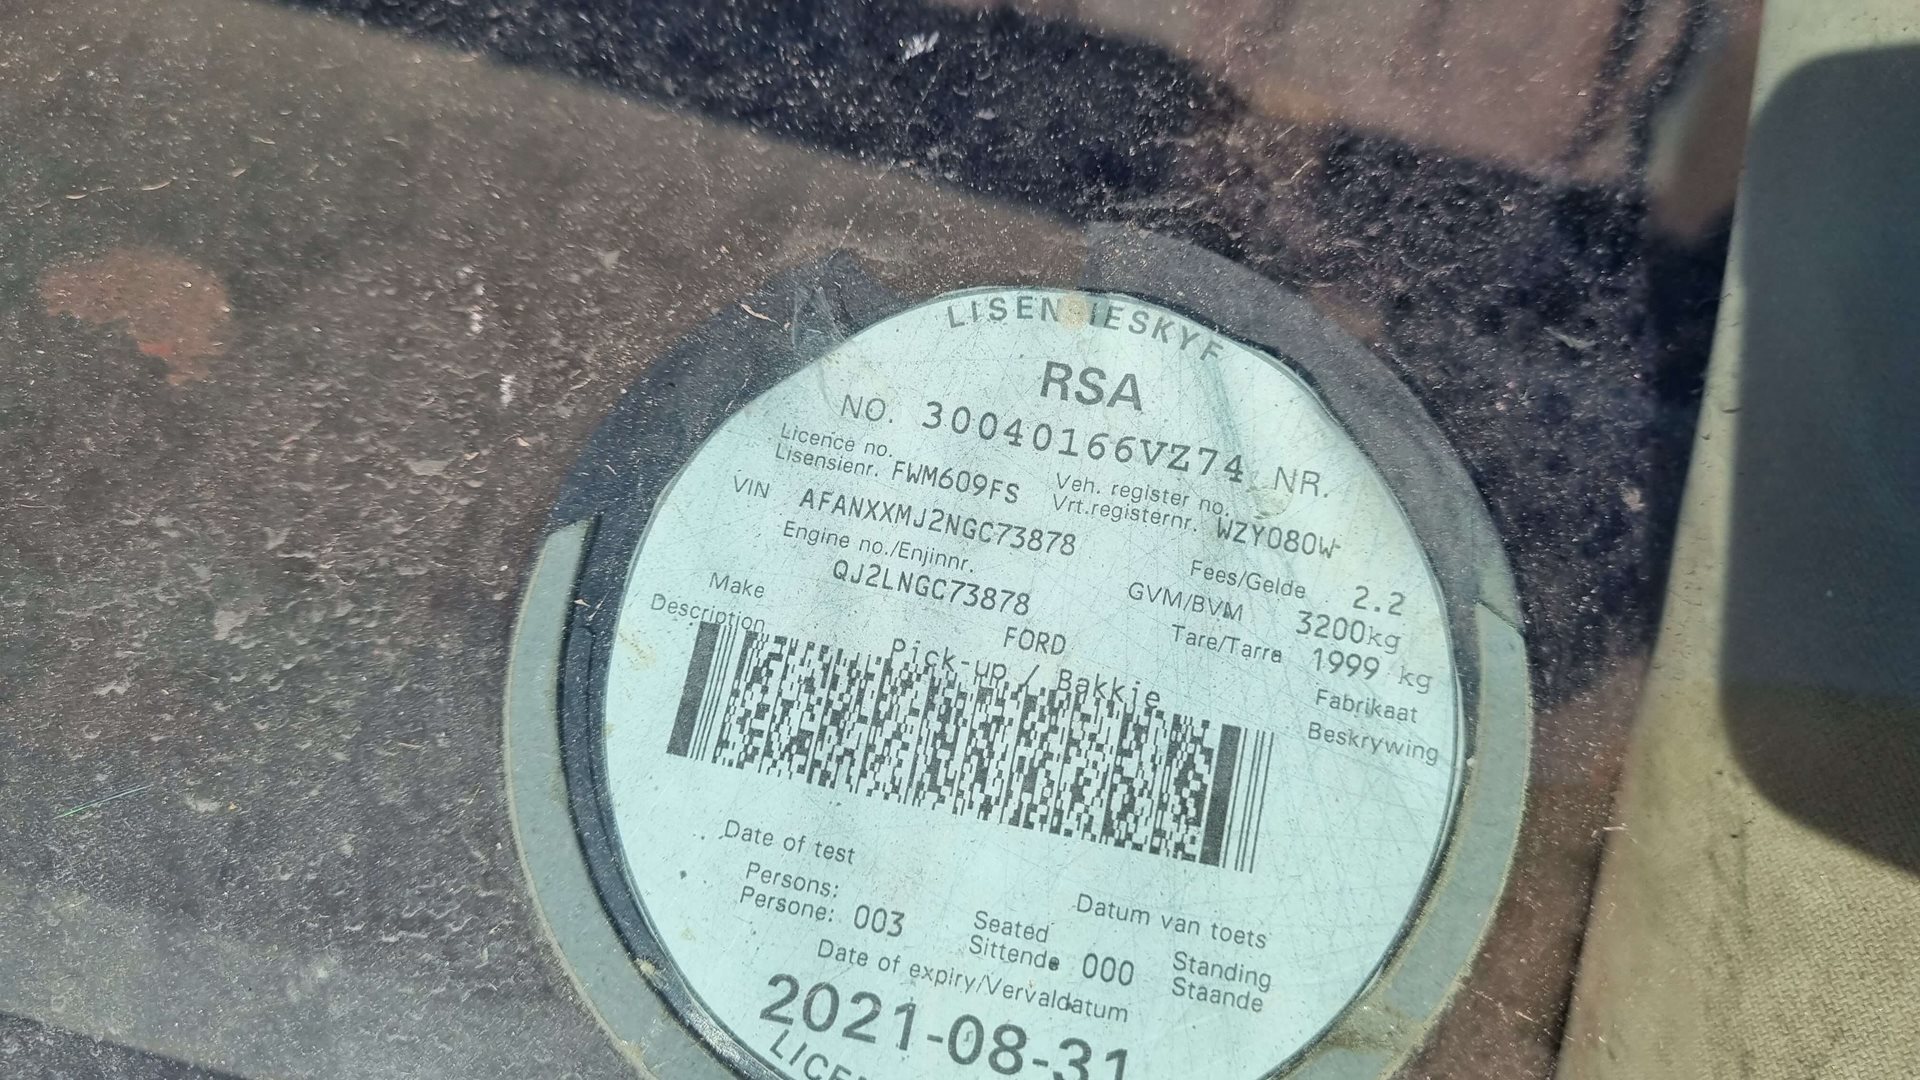 LISENSIESKYF
RSA
NO. 30040166VZ74 NR.
Licence no.
Lisensienr. FWM609FS
Veh. register no.
Vrt.registernr. WZY080W
VIN AFANXXMJ2NGC73878
Engine no./Enjinnr.
QJ2LNGC73878
Fees/Gelde 2.2
GVM/BVM 3200kg
Tare/Tarra 1999 kg
Make FORD Fabrikaat
Description Pick-up / Bakkie Beskrywing
Date of test Datum van toets
Persons:
Persone: 003
Seated
Sittende 000
Standing
Staande
Date of expiry/Vervaldatum
2021-08-31